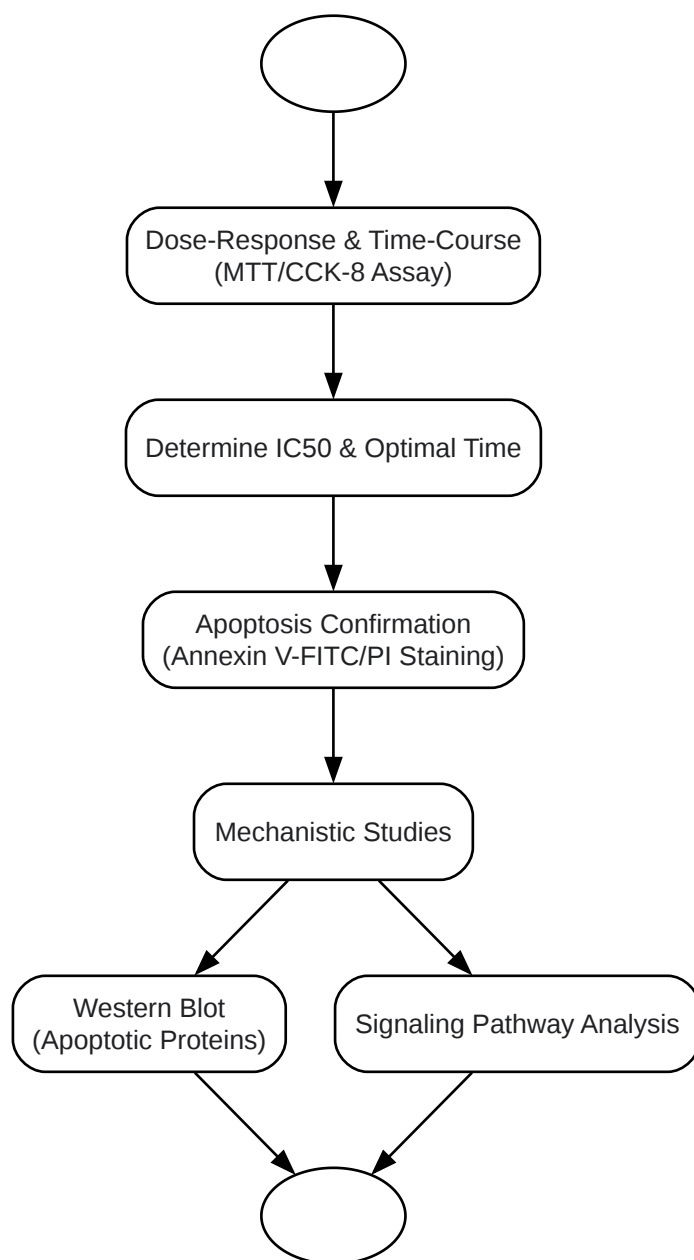 Dose-Response & Time-Course
(MTT/CCK-8 Assay)
Determine IC50 & Optimal Time
Apoptosis Confirmation
(Annexin V-FITC/PI Staining)
Mechanistic Studies
Western Blot
(Apoptotic Proteins)
Signaling Pathway Analysis